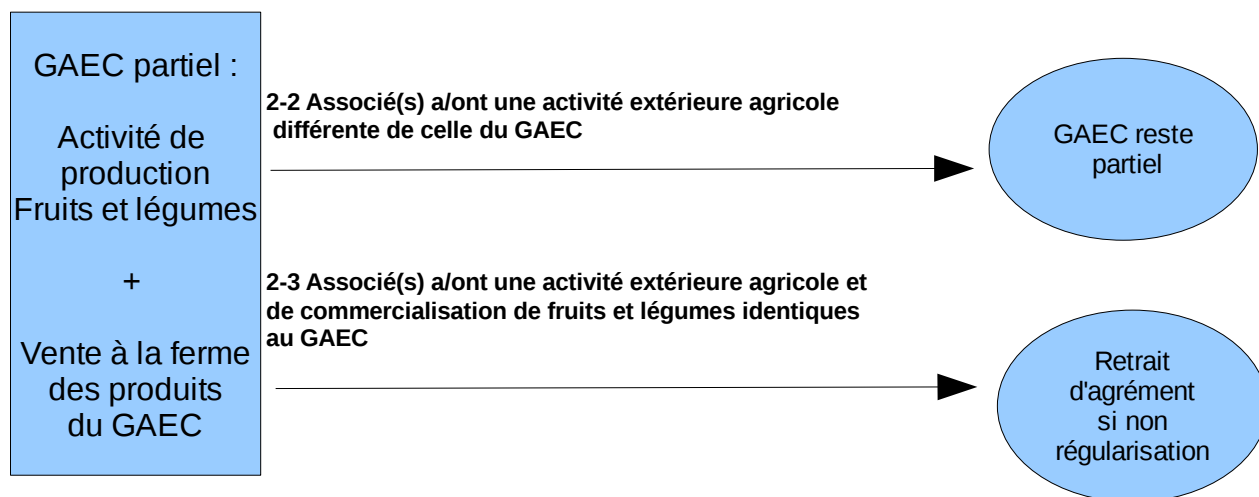 GAEC partiel :
Activité de
production
Fruits et légumes
+
Vente à la ferme
des produits
du GAEC
2-2 Associé(s) a/ont une activité extérieure agricole
différente de celle du GAEC
GAEC reste
partiel
2-3 Associé(s) a/ont une activité extérieure agricole et
de commercialisation de fruits et légumes identiques
au GAEC
Retrait
d'agrément
si non
régularisation